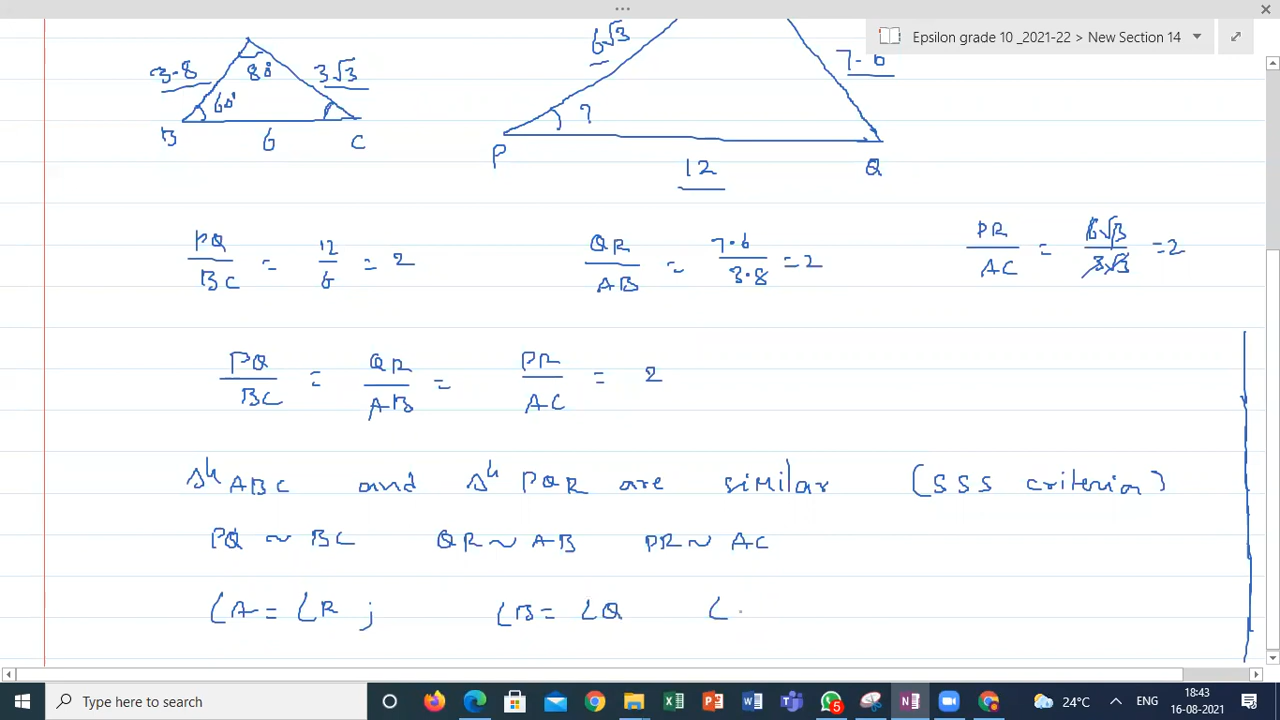 Epsilon grade 10 _2021-22 > New Section 14
6√3
7.6
3.8
80°
3√3
60°
?
B
6
C
P
12
Q
PQ/BC = 12/6 = 2
QR/AB = 7.6/3.8 = 2
PR/AC = 6√3/3√3 = 2
PQ/BC = QR/AB = PR/AC = 2
Δle ABC and Δle PQR are similar (SSS criterion)
PQ ~ BC QR ~ AB PR ~ AC
∠A = ∠R ; ∠B = ∠Q ∠
Type here to search
5
24°C
ENG
18:43
16-08-2021